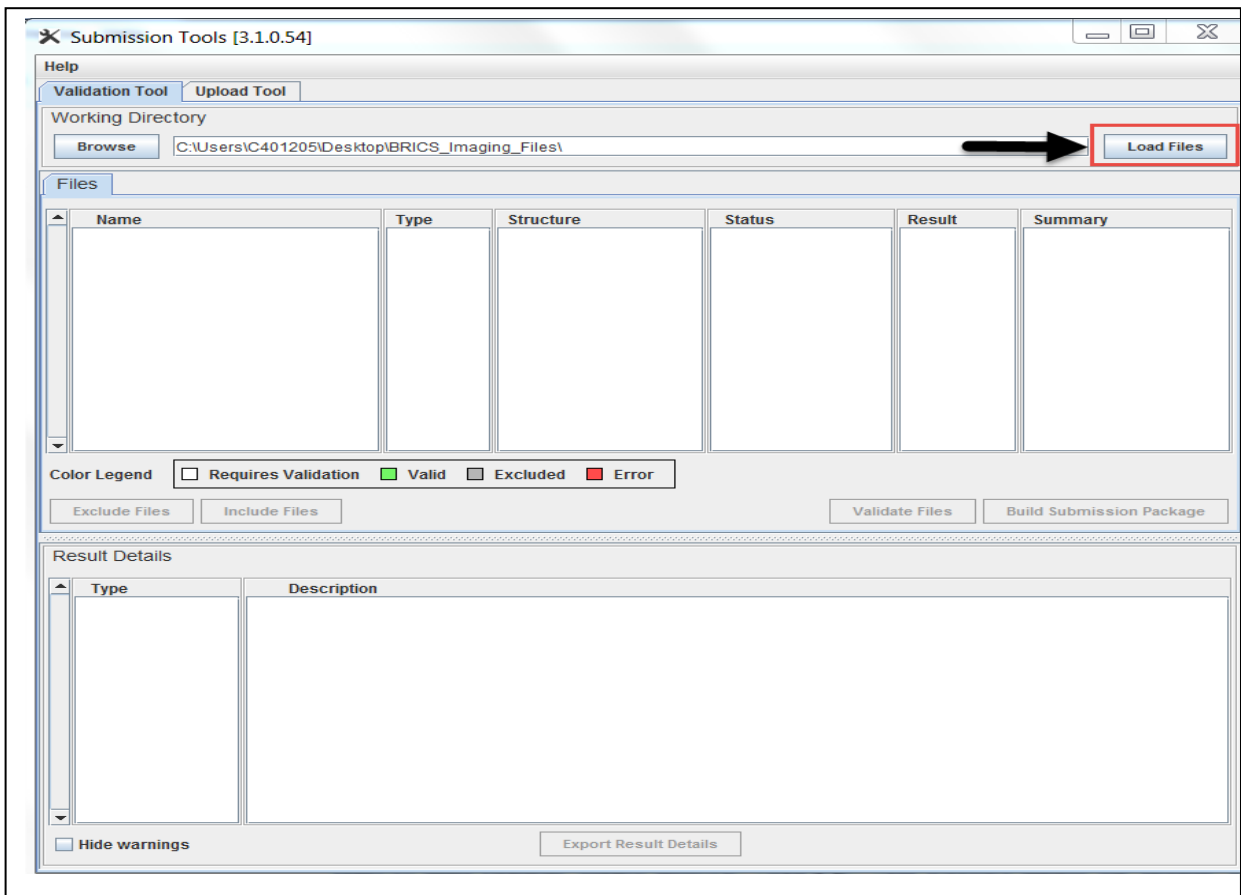 Submission Tools [3.1.0.54]
Help
Validation Tool Upload Tool
Working Directory
Browse C:\Users\C401205\Desktop\BRICS_Imaging_Files\ Load Files
Files
Name Type Structure Status Result Summary
Color Legend Requires Validation Valid Excluded Error
Exclude Files Include Files Validate Files Build Submission Package
Result Details
Type Description
Hide warnings Export Result Details